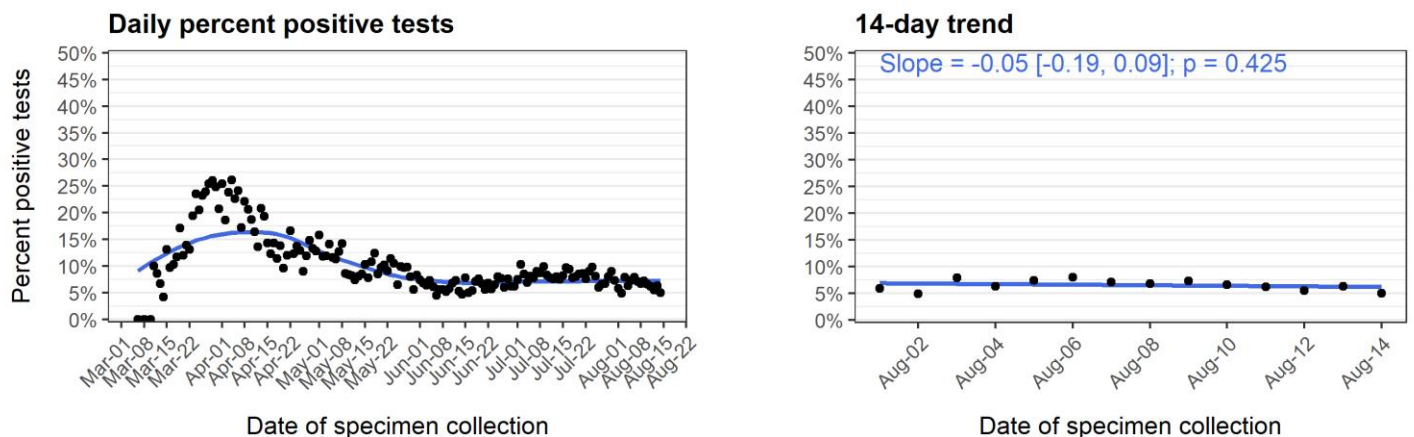 Daily percent positive tests
Percent positive tests
50%
45%
40%
35%
30%
25%
20%
15%
10%
5%
0%
Mar-01
Mar-08
Mar-15
Mar-22
Apr-01
Apr-08
Apr-15
Apr-22
May-01
May-08
May-15
May-22
Jun-01
Jun-08
Jun-15
Jun-22
Jul-01
Jul-08
Jul-15
Jul-22
Aug-01
Aug-08
Aug-15
Aug-22
Date of specimen collection
14-day trend
Slope = -0.05 [-0.19, 0.09]; p = 0.425
50%
45%
40%
35%
30%
25%
20%
15%
10%
5%
0%
Aug-02
Aug-04
Aug-06
Aug-08
Aug-10
Aug-12
Aug-14
Date of specimen collection